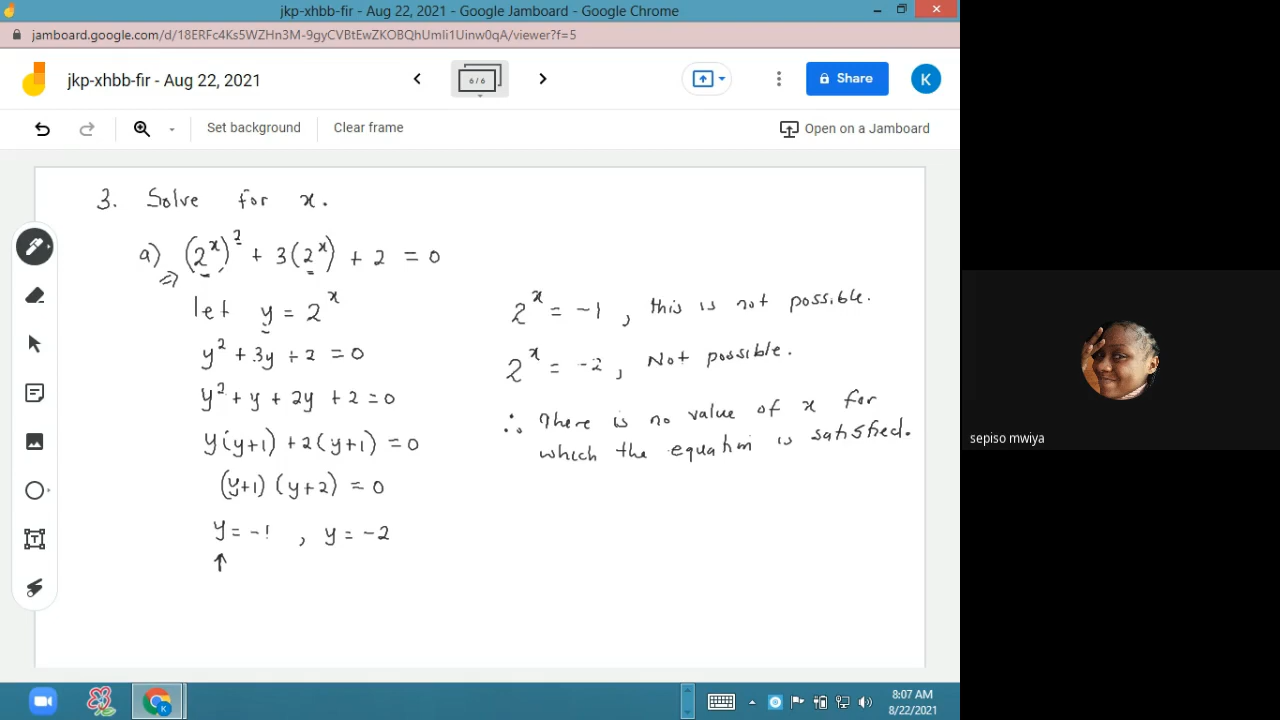 jkp-xhbb-fir - Aug 22, 2021 - Google Jamboard - Google Chrome
jamboard.google.com/d/18ERFc4Ks5WZHn3M-9gyCVBtEwZKOBQhUmli1Uinw0qA/viewer?f=5
jkp-xhbb-fir - Aug 22, 2021
6 / 6
Share
K
Set background
Clear frame
Open on a Jamboard
3. Solve for x.
a) (2^x)^2 + 3(2^x) + 2 = 0
⇒
let y = 2^x
y² + 3y + 2 = 0
y² + y + 2y + 2 = 0
y(y+1) + 2(y+1) = 0
(y+1) (y+2) = 0
y = -1 , y = -2
↑
2^x = -1 , this is not possible.
2^x = -2 , Not possible.
∴ There is no value of x for
which the equation is satisfied.
sepiso mwiya
8:07 AM
8/22/2021